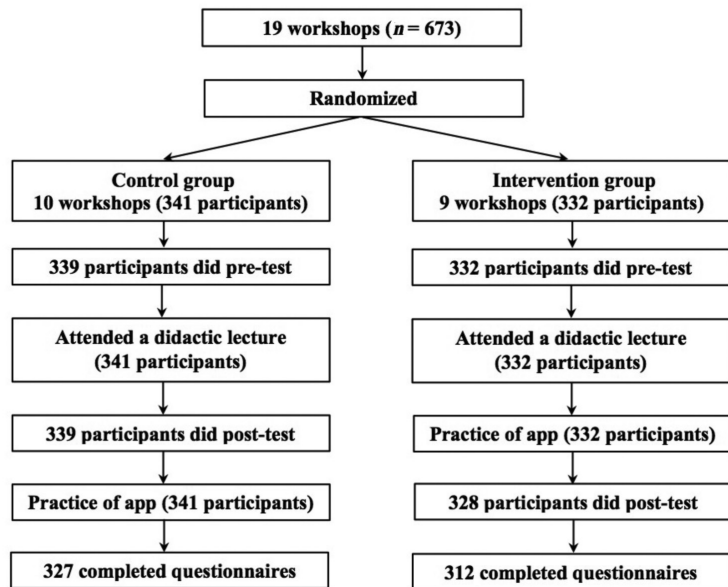 19 workshops (n = 673)
Randomized
Control group
10 workshops (341 participants)
339 participants did pre-test
Attended a didactic lecture
(341 participants)
339 participants did post-test
Practice of app (341 participants)
327 completed questionnaires
Intervention group
9 workshops (332 participants)
332 participants did pre-test
Attended a didactic lecture
(332 participants)
Practice of app (332 participants)
328 participants did post-test
312 completed questionnaires